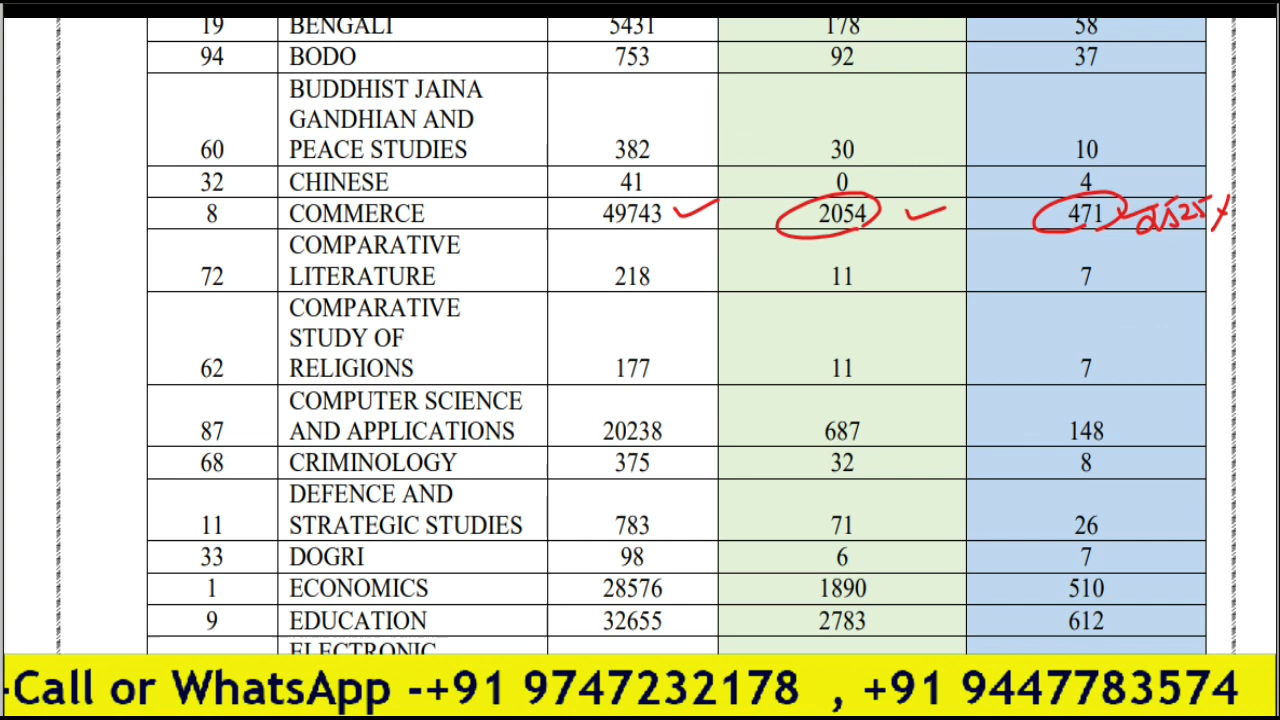 19 BENGALI 5431 178 58
94 BODO 753 92 37
BUDDHIST JAINA
GANDHIAN AND
60 PEACE STUDIES 382 30 10
32 CHINESE 41 0 4
8 COMMERCE 49743 2054 471 2525
COMPARATIVE
72 LITERATURE 218 11 7
COMPARATIVE
STUDY OF
62 RELIGIONS 177 11 7
COMPUTER SCIENCE
87 AND APPLICATIONS 20238 687 148
68 CRIMINOLOGY 375 32 8
DEFENCE AND
11 STRATEGIC STUDIES 783 71 26
33 DOGRI 98 6 7
1 ECONOMICS 28576 1890 510
9 EDUCATION 32655 2783 612
ELECTRONIC
-Call or WhatsApp -+91 9747232178 , +91 9447783574